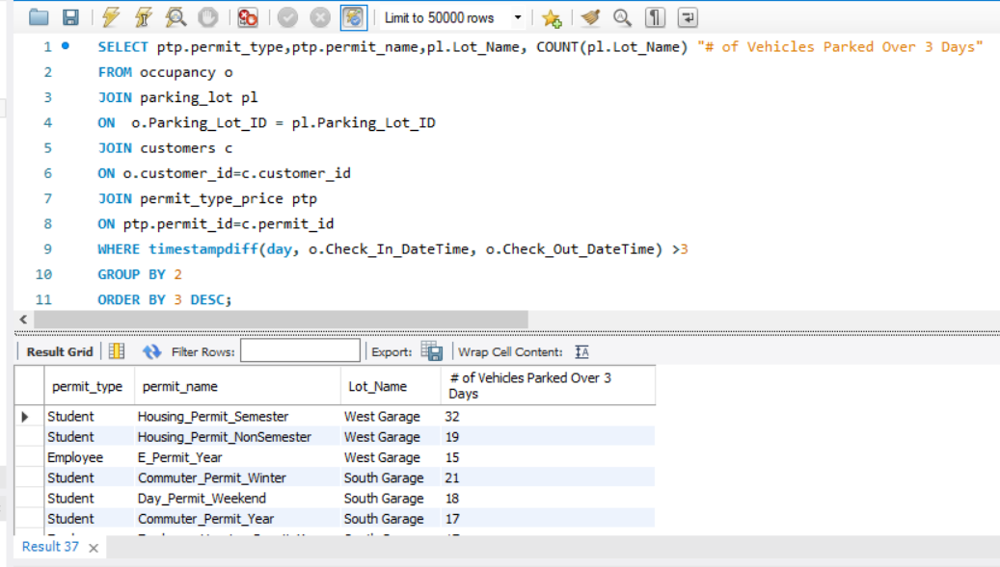 Limit to 50000 rows
1 SELECT ptp.permit_type,ptp.permit_name,pl.Lot_Name, COUNT(pl.Lot_Name) "# of Vehicles Parked Over 3 Days"
2 FROM occupancy o
3 JOIN parking_lot pl
4 ON  o.Parking_Lot_ID = pl.Parking_Lot_ID
5 JOIN customers c
6 ON o.customer_id=c.customer_id
7 JOIN permit_type_price ptp
8 ON ptp.permit_id=c.permit_id
9 WHERE timestampdiff(day, o.Check_In_DateTime, o.Check_Out_DateTime) >3
10 GROUP BY 2
11 ORDER BY 3 DESC;
Result Grid Filter Rows: Export: Wrap Cell Content: IA
permit_type permit_name Lot_Name # of Vehicles Parked Over 3
Days
Student Housing_Permit_Semester West Garage 32
Student Housing_Permit_NonSemester West Garage 19
Employee E_Permit_Year West Garage 15
Student Commuter_Permit_Winter South Garage 21
Student Day_Permit_Weekend South Garage 18
Student Commuter_Permit_Year South Garage 17
Result 37